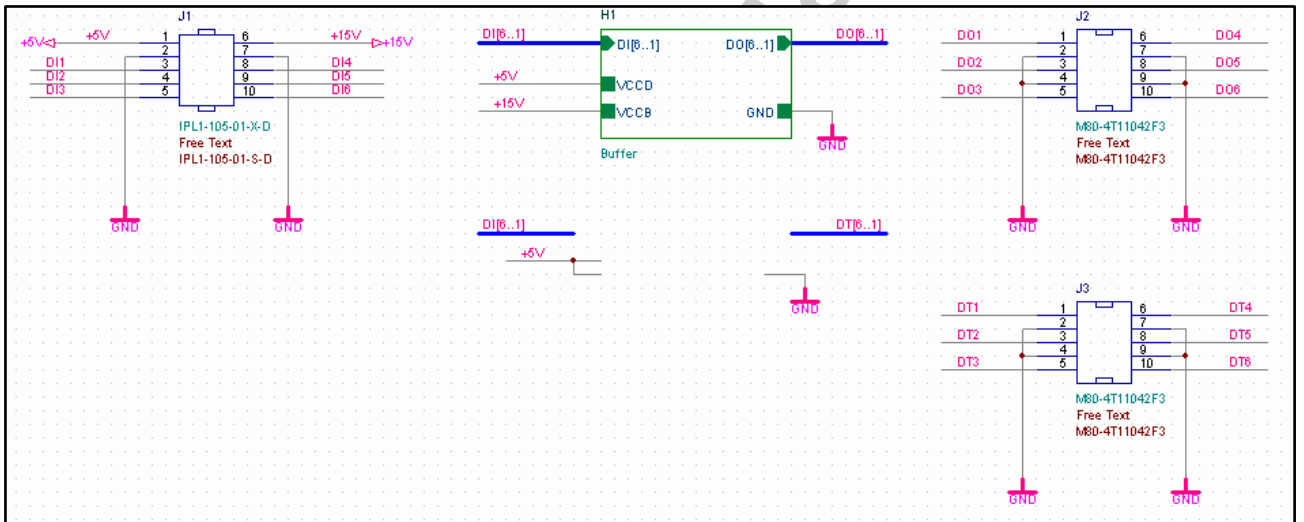 J1
+5V
+5V
1
2
3
4
5
6
7
8
9
10
+15V
+15V
DI1
DI2
DI3
DI4
DI5
DI6
IPL1-105-01-X-D
Free Text
IPL1-105-01-S-D
GND
GND
H1
DI[6..1]
DI[6..1]
DO[6..1]
DO[6..1]
+5V
VCCD
+15V
VCCB
GND
GND
Buffer
DI[6..1]
+5V
DT[6..1]
GND
J2
DO1
DO2
DO3
1
2
3
4
5
6
7
8
9
10
DO4
DO5
DO6
M80-4T11042F3
Free Text
M80-4T11042F3
GND
GND
J3
DT1
DT2
DT3
1
2
3
4
5
6
7
8
9
10
DT4
DT5
DT6
M80-4T11042F3
Free Text
M80-4T11042F3
GND
GND